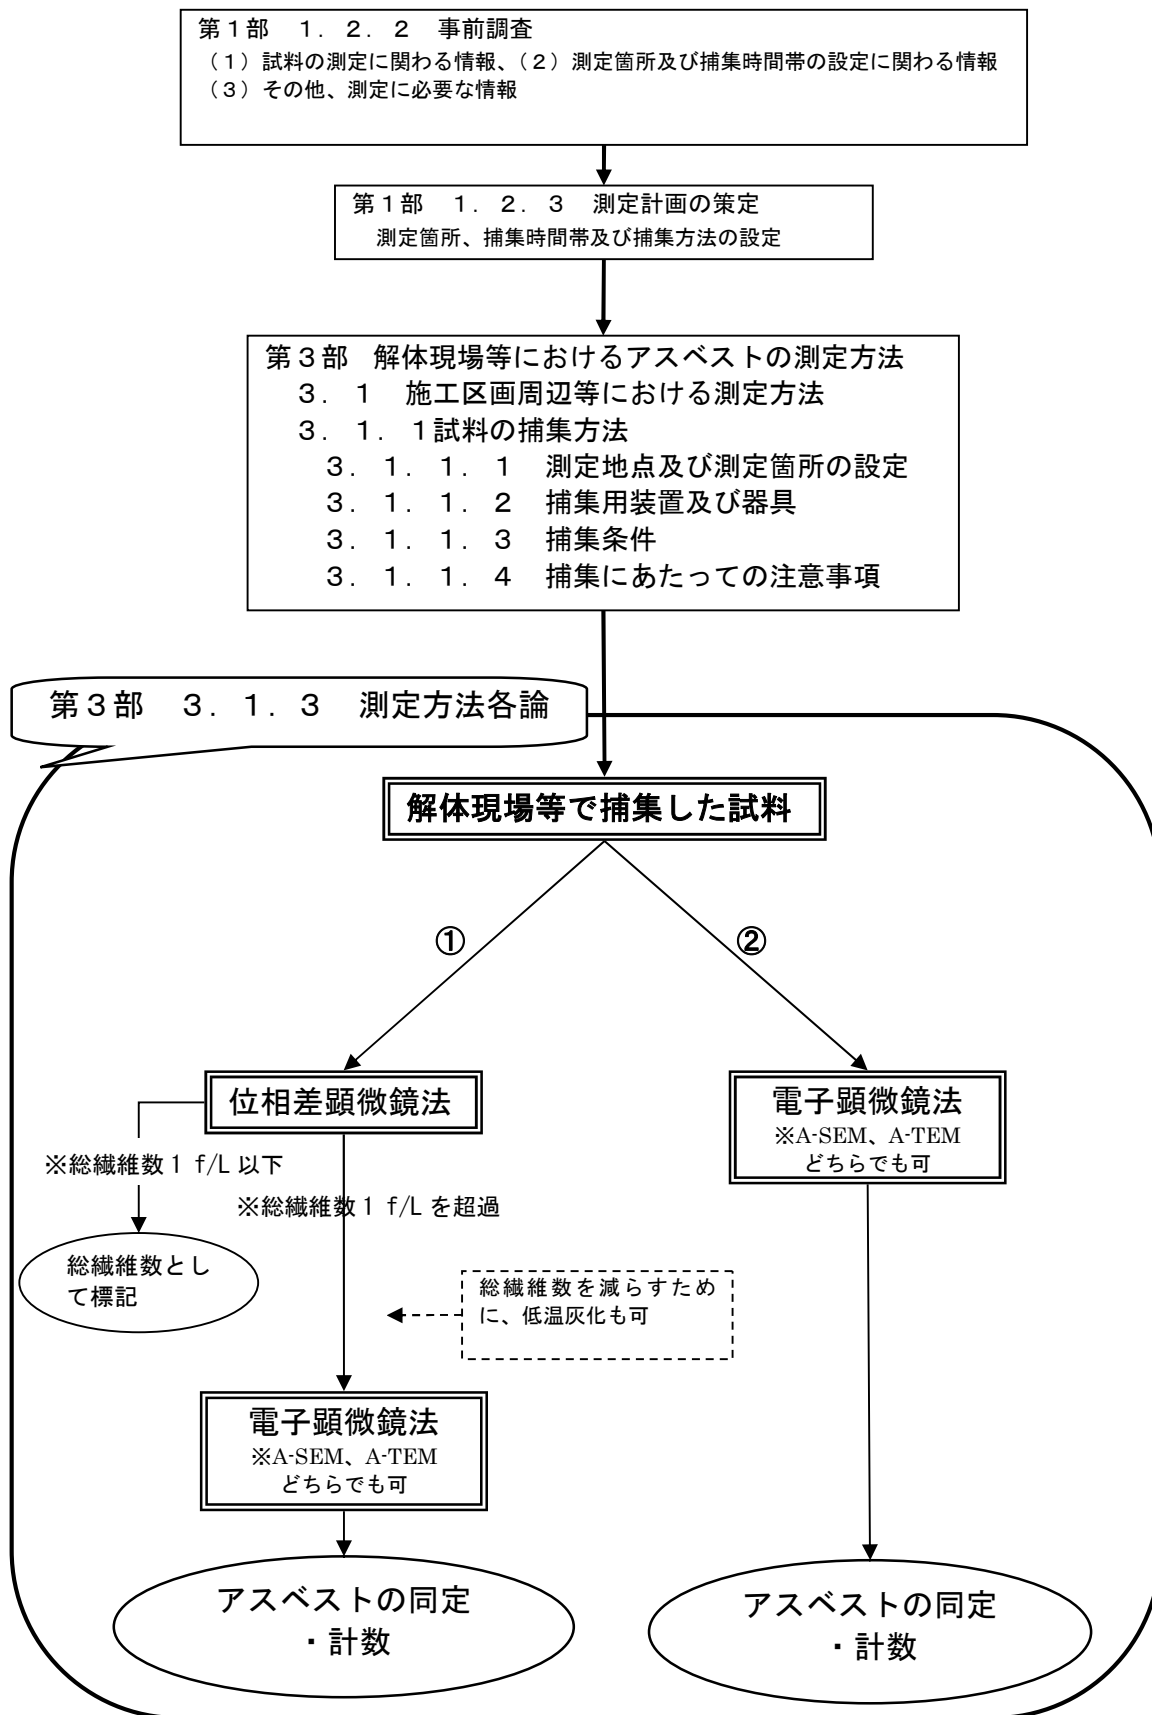 第1部 1．2．2 事前調査
（1）試料の測定に関わる情報、（2）測定箇所及び捕集時間帯の設定に関わる情報
（3）その他、測定に必要な情報
第1部 1．2．3 測定計画の策定
測定箇所、捕集時間帯及び捕集方法の設定
第3部 解体現場等におけるアスベストの測定方法
3．1 施工区画周辺等における測定方法
3．1．1試料の捕集方法
3．1．1．1 測定地点及び測定箇所の設定
3．1．1．2 捕集用装置及び器具
3．1．1．3 捕集条件
3．1．1．4 捕集にあたっての注意事項
第3部 3．1．3 測定方法各論
解体現場等で捕集した試料
①
②
位相差顕微鏡法
電子顕微鏡法
※A-SEM、A-TEM
どちらでも可
※総繊維数1 f/L 以下
※総繊維数1 f/L を超過
総繊維数とし
て標記
総繊維数を減らすため
に、低温灰化も可
電子顕微鏡法
※A-SEM、A-TEM
どちらでも可
アスベストの同定
・計数
アスベストの同定
・計数